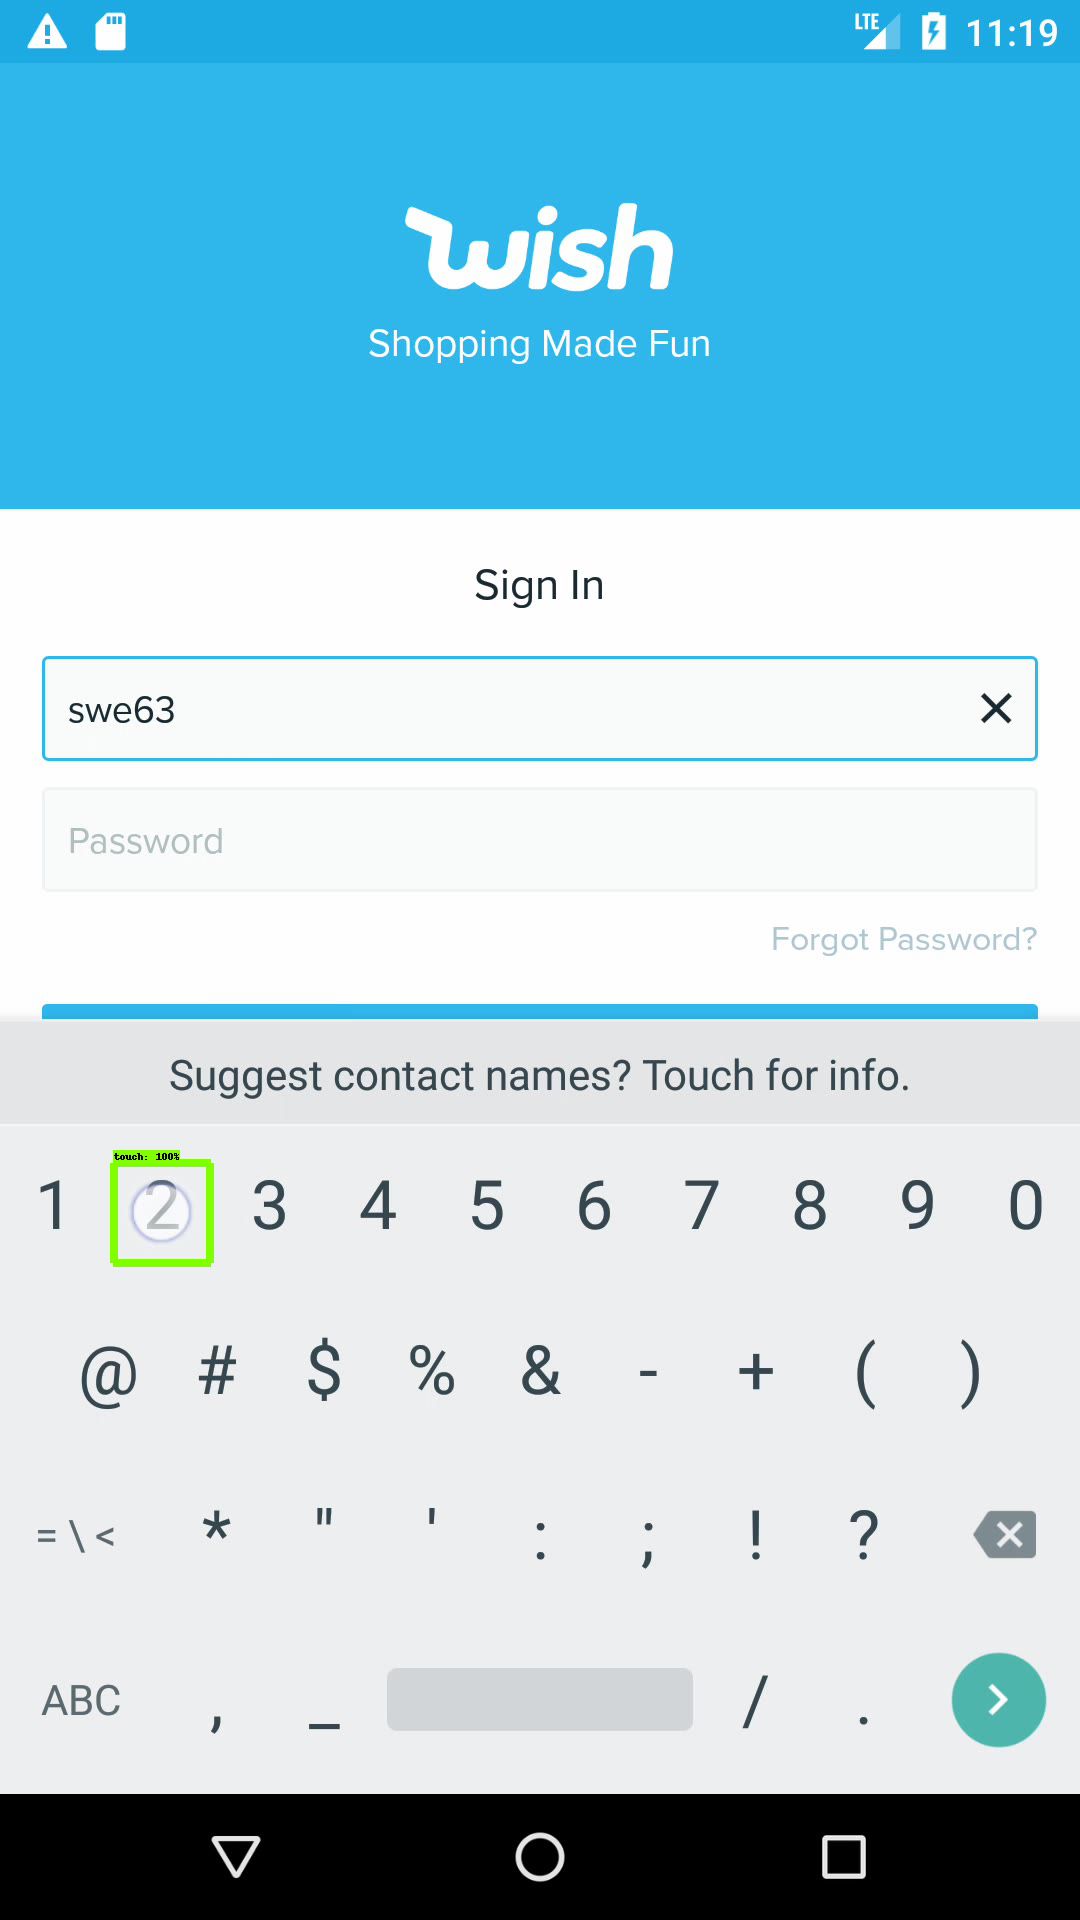 LTE 11:19
wish
Shopping Made Fun
Sign In
swe63
Password
Forgot Password?
Suggest contact names? Touch for info.
touch: 100%
1 2 3 4 5 6 7 8 9 0
@ # $ % & - + ( )
= \ < * " ' : ; ! ?
ABC , _ / .